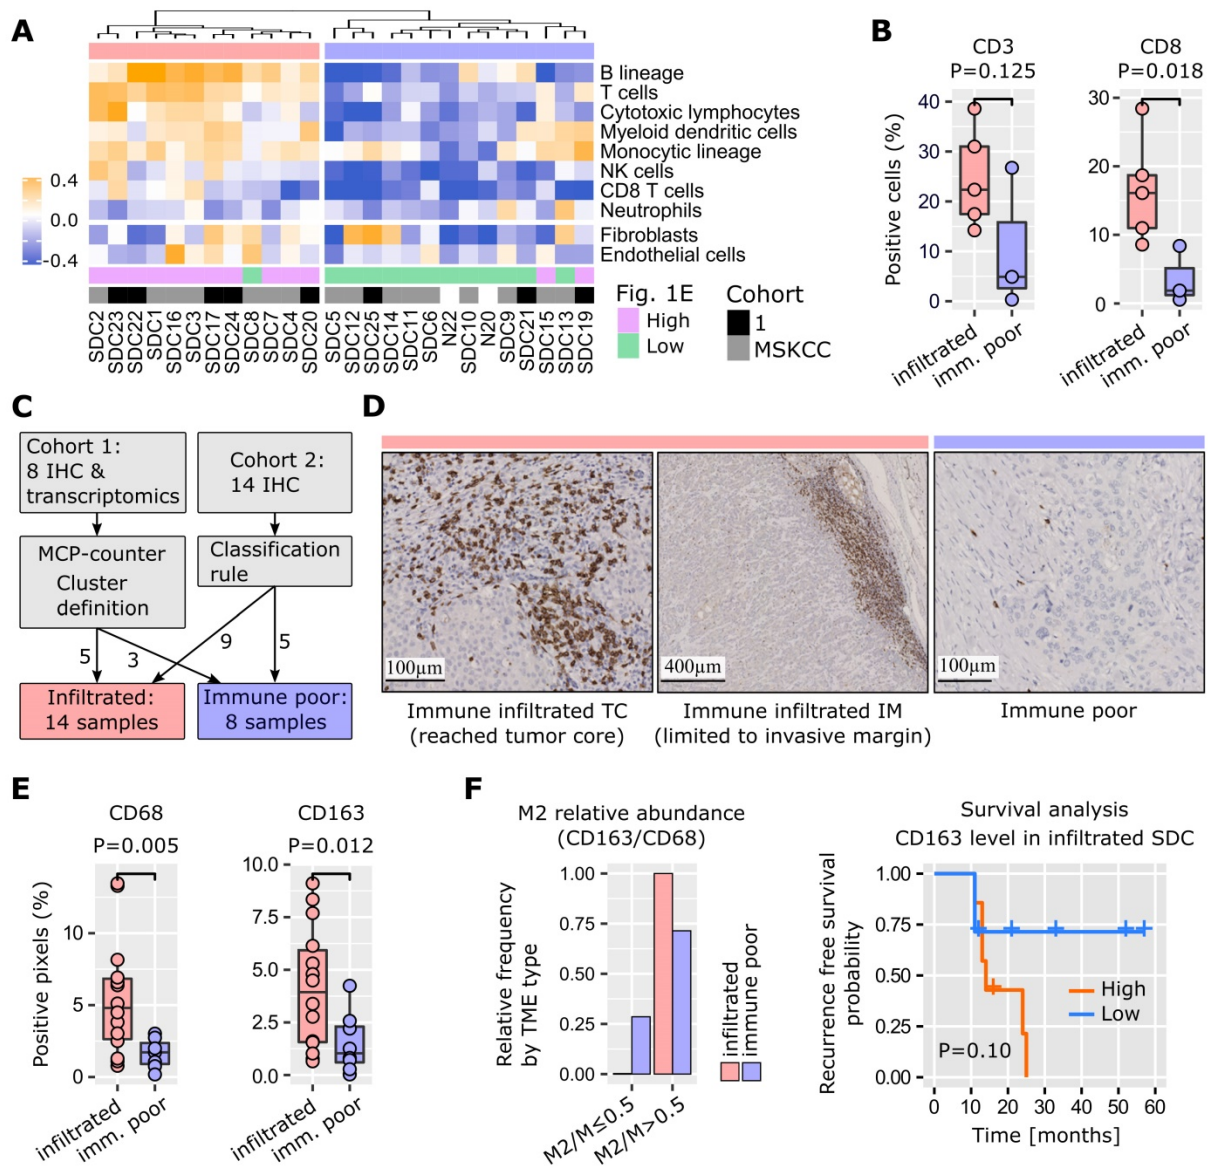 A
B lineage
T cells
Cytotoxic lymphocytes
Myeloid dendritic cells
Monocytic lineage
NK cells
CD8 T cells
Neutrophils
Fibroblasts
Endothelial cells
0.4
0.0
-0.4
SDC2
SDC23
SDC22
SDC1
SDC16
SDC3
SDC17
SDC24
SDC8
SDC7
SDC4
SDC20
SDC5
SDC12
SDC25
SDC14
SDC11
SDC6
N22
SDC10
N20
SDC9
SDC21
SDC15
SDC13
SDC19
Fig. 1E
High
Low
Cohort
1
MSKCC
B
CD3
P=0.125
Positive cells (%)
40
30
20
10
0
infiltrated
imm. poor
CD8
P=0.018
30
20
10
0
infiltrated
imm. poor
C
Cohort 1:
8 IHC &
transcriptomics
Cohort 2:
14 IHC
MCP-counter
Cluster
definition
Classification
rule
5
3
9
5
Infiltrated:
14 samples
Immune poor:
8 samples
D
100µm
400µm
100µm
Immune infiltrated TC
(reached tumor core)
Immune infiltrated IM
(limited to invasive margin)
Immune poor
E
CD68
P=0.005
Positive pixels (%)
10
5
0
infiltrated
imm. poor
CD163
P=0.012
10.0
7.5
5.0
2.5
0.0
infiltrated
imm. poor
F
M2 relative abundance
(CD163/CD68)
Relative frequency
by TME type
1.00
0.75
0.50
0.25
0.00
M2/M≤0.5
M2/M>0.5
infiltrated
immune poor
Survival analysis
CD163 level in infiltrated SDC
Recurrence free survival
probability
1.00
0.75
0.50
0.25
0.00
High
Low
P=0.10
0 10 20 30 40 50 60
Time [months]